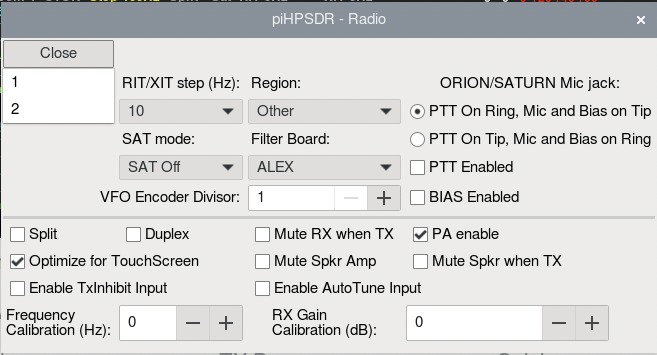 piHPSDR - Radio
Close
1
2
RIT/XIT step (Hz): Region: ORION/SATURN Mic jack:
10 Other PTT On Ring, Mic and Bias on Tip
SAT mode: Filter Board: PTT On Tip, Mic and Bias on Ring
SAT Off ALEX PTT Enabled
VFO Encoder Divisor: 1 BIAS Enabled
Split Duplex Mute RX when TX PA enable
Optimize for TouchScreen Mute Spkr Amp Mute Spkr when TX
Enable TxInhibit Input Enable AutoTune Input
Frequency
Calibration (Hz): 0
RX Gain
Calibration (dB): 0